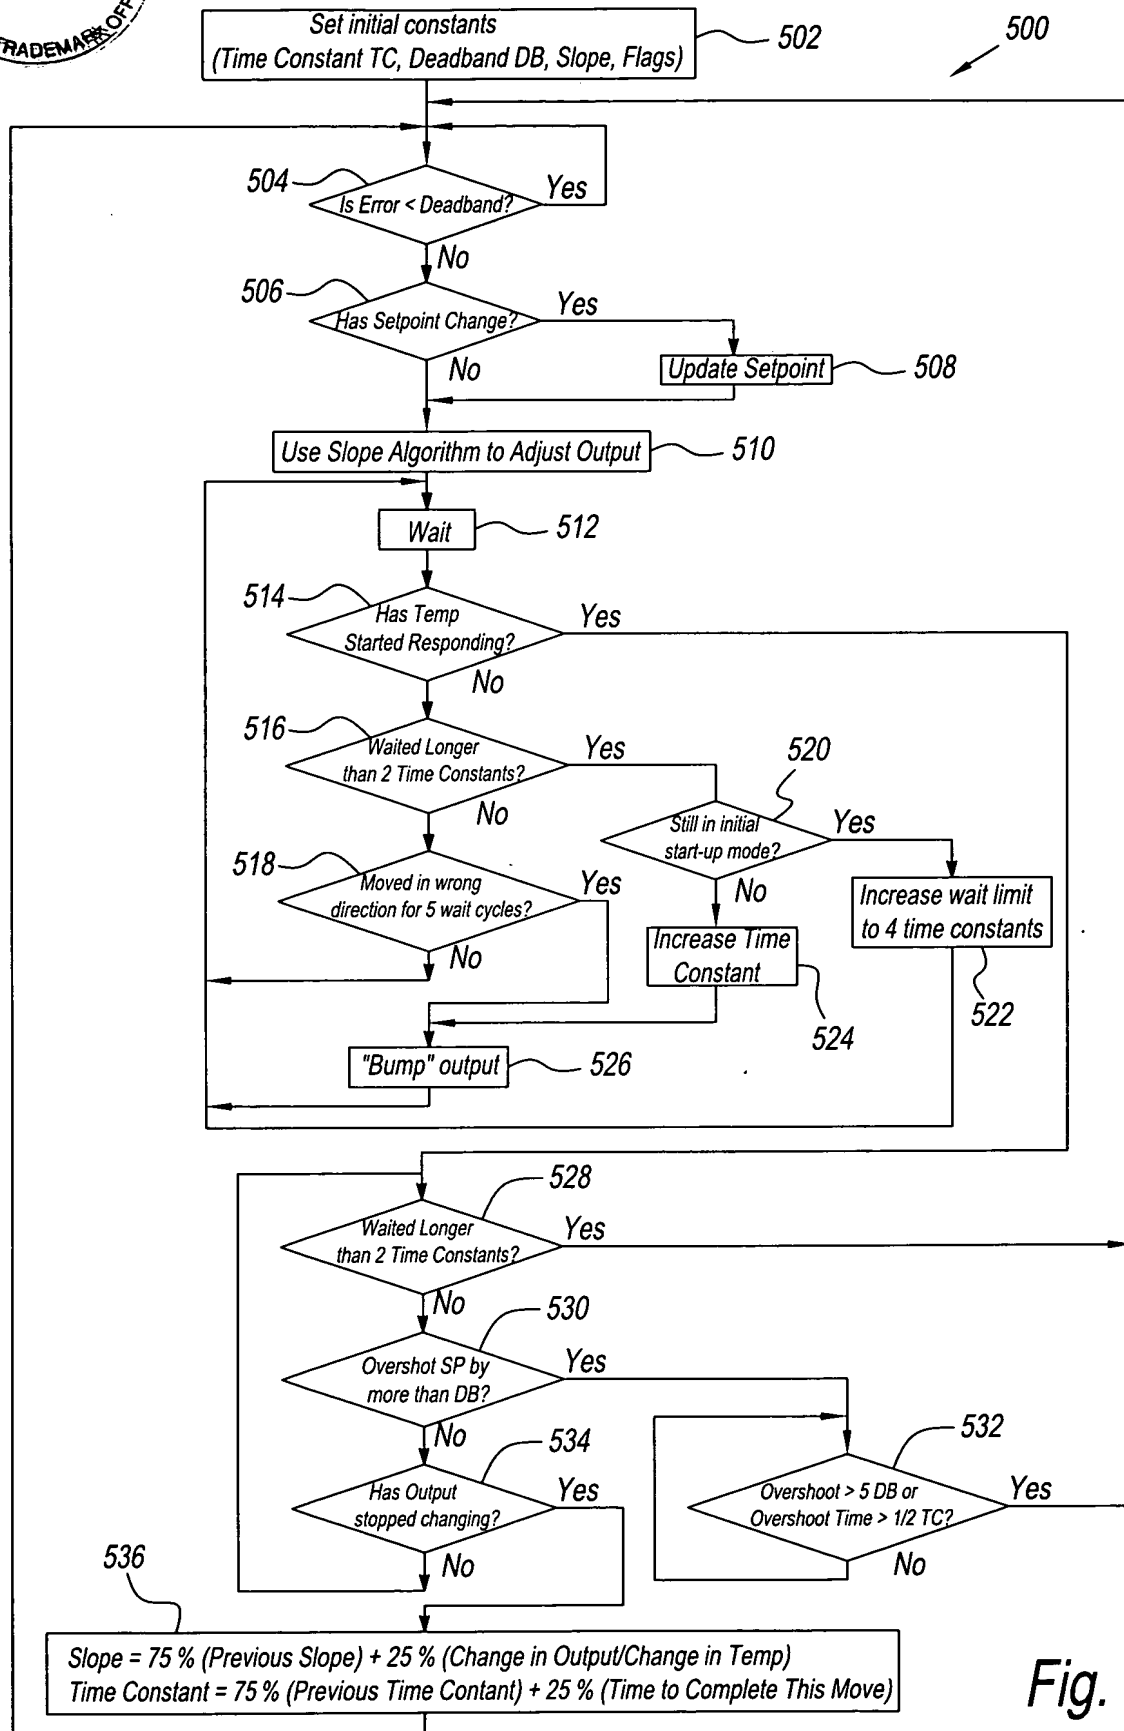 TRADEMARK OFF
Set initial constants
(Time Constant TC, Deadband DB, Slope, Flags)
502
500
504
Is Error < Deadband?
Yes
No
506
Has Setpoint Change?
Yes
No
Update Setpoint
508
Use Slope Algorithm to Adjust Output
510
Wait
512
514
Has Temp
Started Responding?
Yes
No
516
Waited Longer
than 2 Time Constants?
Yes
No
520
Still in initial
start-up mode?
Yes
No
518
Moved in wrong
direction for 5 wait cycles?
Yes
No
Increase Time
Constant
524
Increase wait limit
to 4 time constants
522
"Bump" output
526
528
Waited Longer
than 2 Time Constants?
Yes
No
530
Overshot SP by
more than DB?
Yes
No
532
Overshoot > 5 DB or
Overshoot Time > 1/2 TC?
Yes
No
534
Has Output
stopped changing?
Yes
No
536
Slope = 75 % (Previous Slope) + 25 % (Change in Output/Change in Temp)
Time Constant = 75 % (Previous Time Contant) + 25 % (Time to Complete This Move)
Fig.